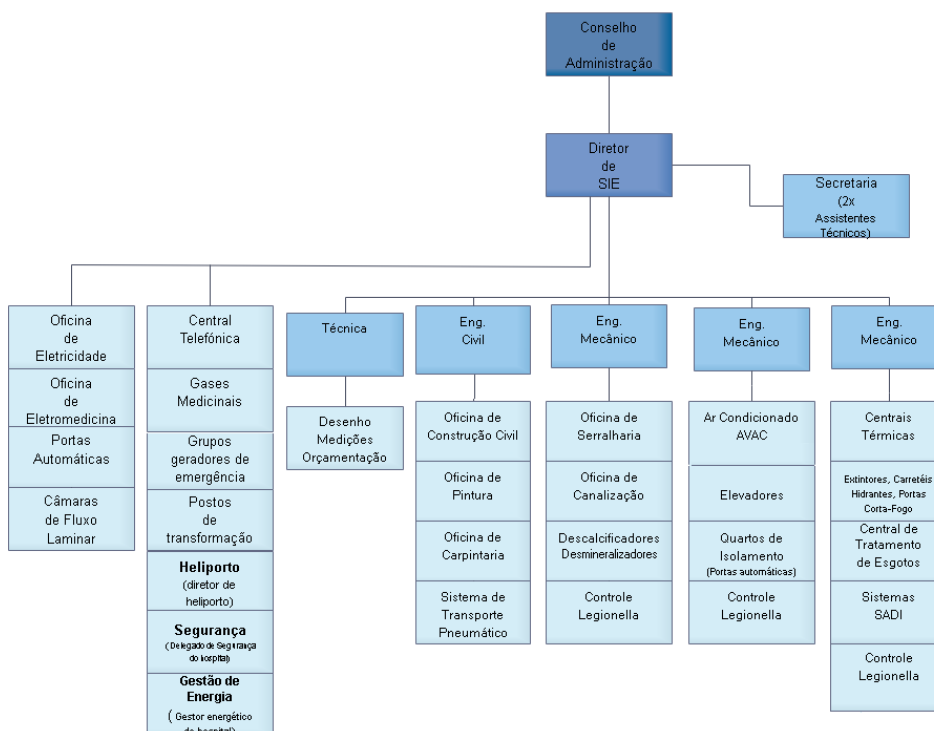 Conselho
de
Administração
Diretor
de
SIE
Secretaria
(2x
Assistentes
Técnicos)
Oficina
de
Eletricidade
Oficina
de
Eletromedicina
Portas
Automáticas
Câmaras
de Fluxo
Laminar
Central
Telefónica
Gases
Medicinais
Grupos
geradores de
emergência
Postos
de
transformação
Heliporto
(diretor de
heliporto)
Segurança
(Delegado de Segurança
do hospital)
Gestão de
Energia
( Gestor energético
do hospital)
Técnica
Desenho
Medições
Orçamentação
Eng.
Civil
Oficina de
Construção Civil
Oficina de
Pintura
Oficina de
Carpintaria
Sistema de
Transporte
Pneumático
Eng.
Mecânico
Oficina de
Serralharia
Oficina de
Canalização
Descalcificadores
Desmineralizadores
Controle
Legionella
Eng.
Mecânico
Ar Condicionado
AVAC
Elevadores
Quartos de
Isolamento
(Portas automáticas)
Controle
Legionella
Eng.
Mecânico
Centrais
Térmicas
Extintores, Carretéis
Hidrantes, Portas
Corta-Fogo
Central de
Tratamento
de Esgotos
Sistemas
SADI
Controle
Legionella